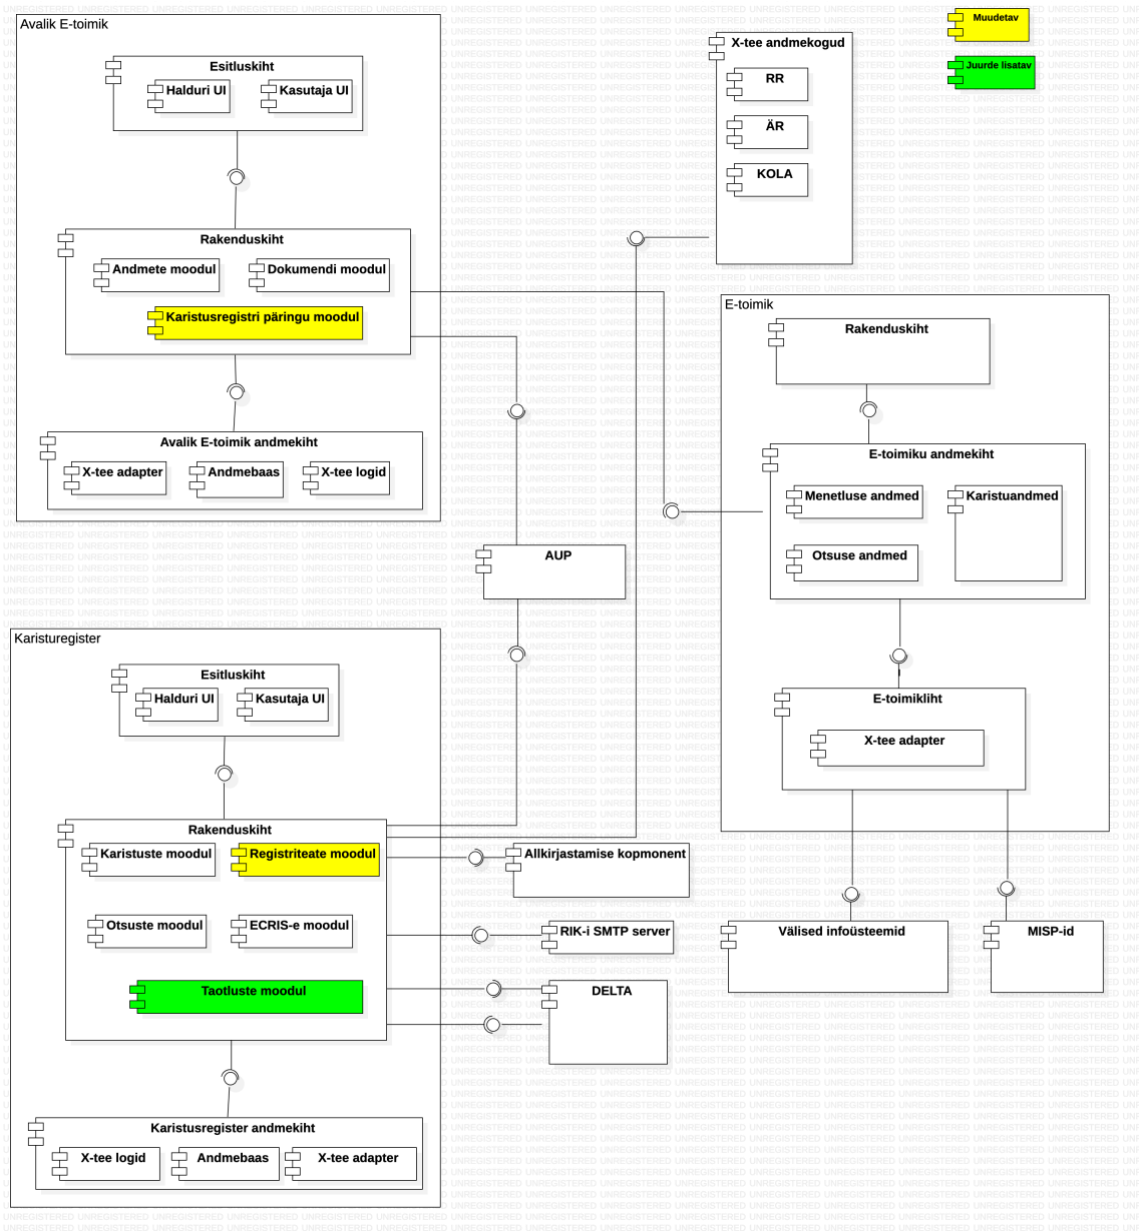 Avalik E-toimik
Esitluskiht
Halduri UI
Kasutaja UI
Rakenduskiht
Andmete moodul
Dokumendi moodul
Karistusregistri päringu moodul
Avalik E-toimik andmekiht
X-tee adapter
Andmebaas
X-tee logid
X-tee andmekogud
RR
ÄR
KOLA
Muudetav
Juurde lisatav
E-toimik
Rakenduskiht
E-toimiku andmekiht
Menetluse andmed
Karistuandmed
Otsuse andmed
E-toimikliht
X-tee adapter
AUP
Karisturegister
Esitluskiht
Halduri UI
Kasutaja UI
Rakenduskiht
Karistuste moodul
Registriteate moodul
Otsuste moodul
ECRIS-e moodul
Taotluste moodul
Allkirjastamise kopmonent
RIK-i SMTP server
DELTA
Välised infoüsteemid
MISP-id
Karistusregister andmekiht
X-tee logid
Andmebaas
X-tee adapter